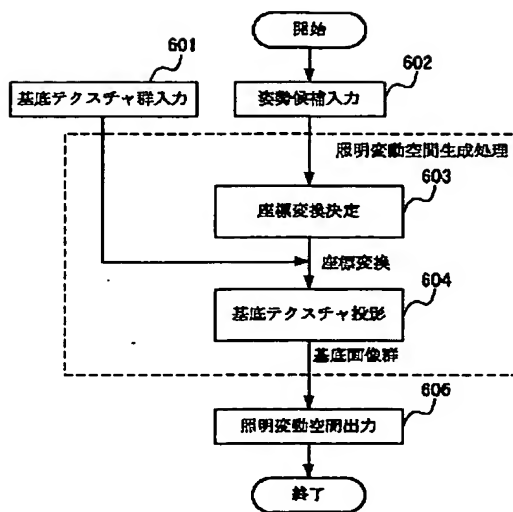 開始
601
602
基底テクスチャ群入力
姿勢候補入力
照明変動空間生成処理
603
座標変換決定
座標変換
604
基底テクスチャ投影
基底画像群
605
照明変動空間出力
終了